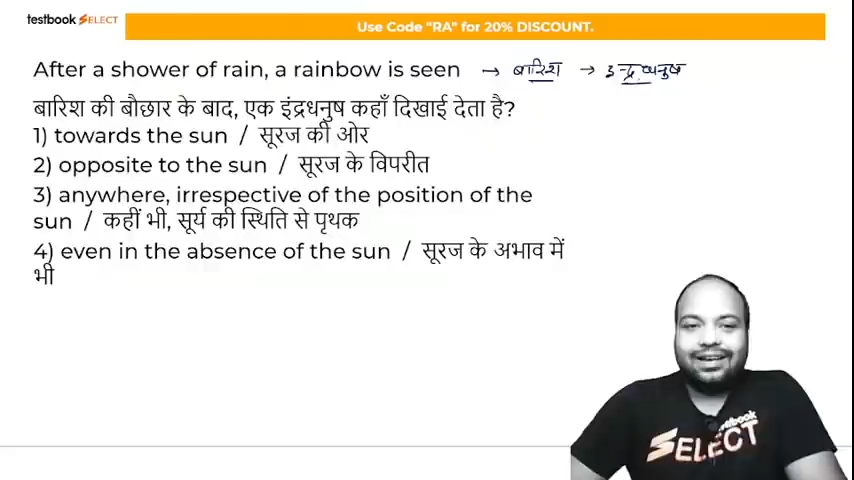 testbook SELECT
Use Code "RA" for 20% DISCOUNT.
After a shower of rain, a rainbow is seen → बारिश → इन्द्रधनुष
बारिश की बौछार के बाद, एक इंद्रधनुष कहाँ दिखाई देता है?
1) towards the sun / सूरज की ओर
2) opposite to the sun / सूरज के विपरीत
3) anywhere, irrespective of the position of the
sun / कहीं भी, सूर्य की स्थिति से पृथक
4) even in the absence of the sun / सूरज के अभाव में
भी
testbook
SELECT